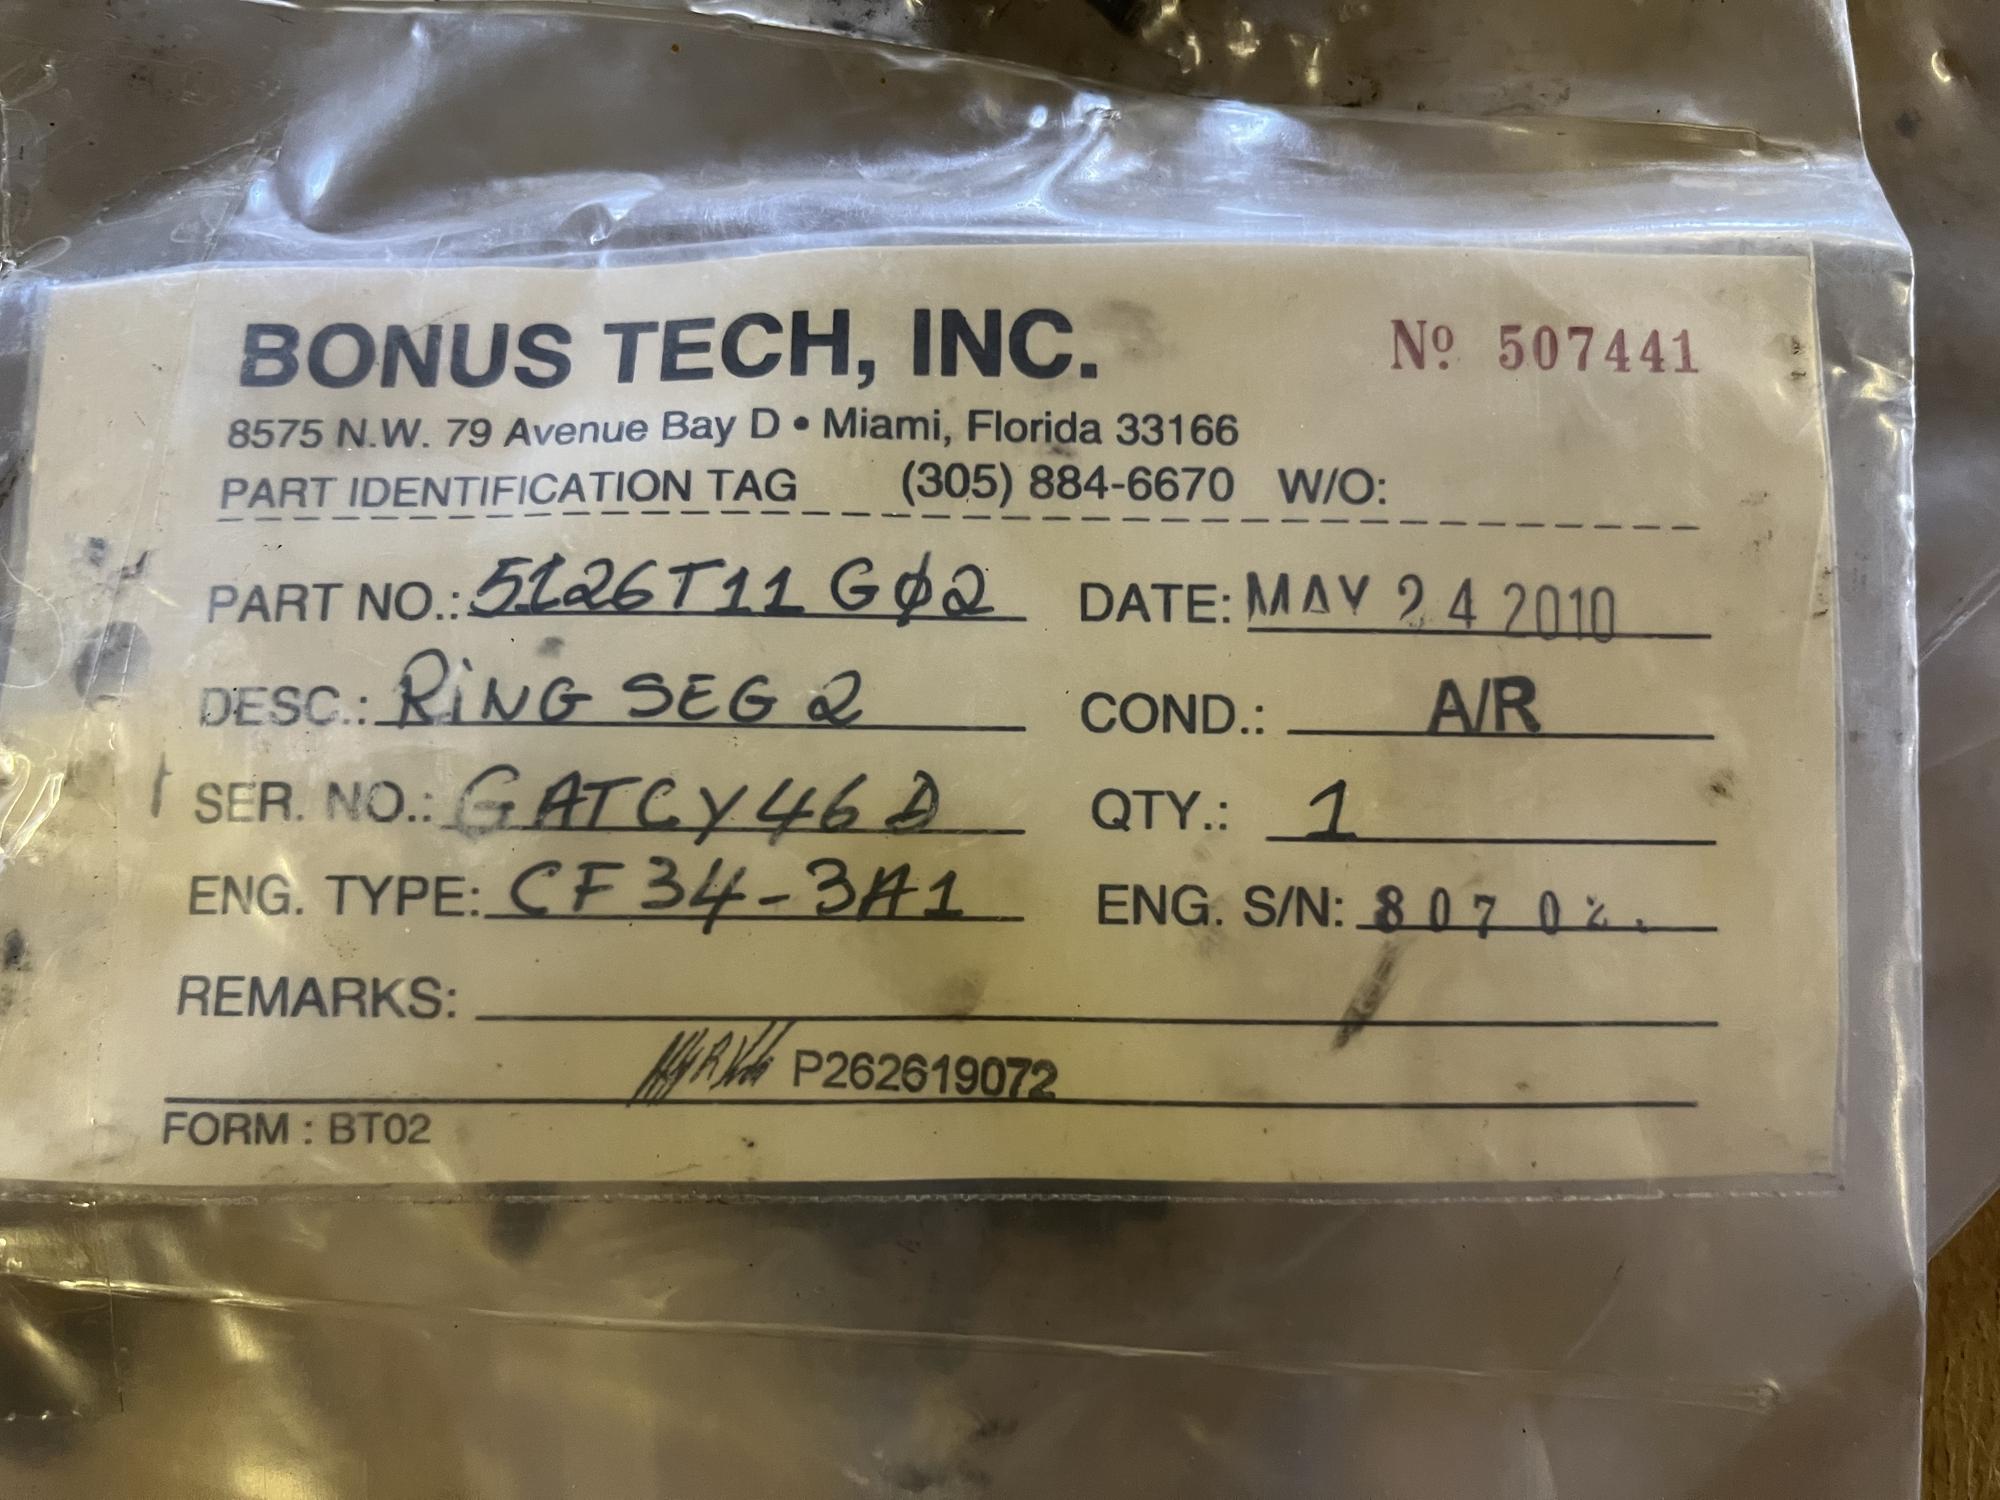 BONUS TECH, INC. Nº 507441
8575 N.W. 79 Avenue Bay D • Miami, Florida 33166
PART IDENTIFICATION TAG (305) 884-6670 W/O:
PART NO.: 5126T11 GØ2 DATE: MAY 24 2010
DESC.: RiNG SEG 2 COND.: A/R
SER. NO.: GATCY46D QTY.: 1
ENG. TYPE: CF34-3A1 ENG. S/N:
REMARKS:
P262619072
FORM : BT02